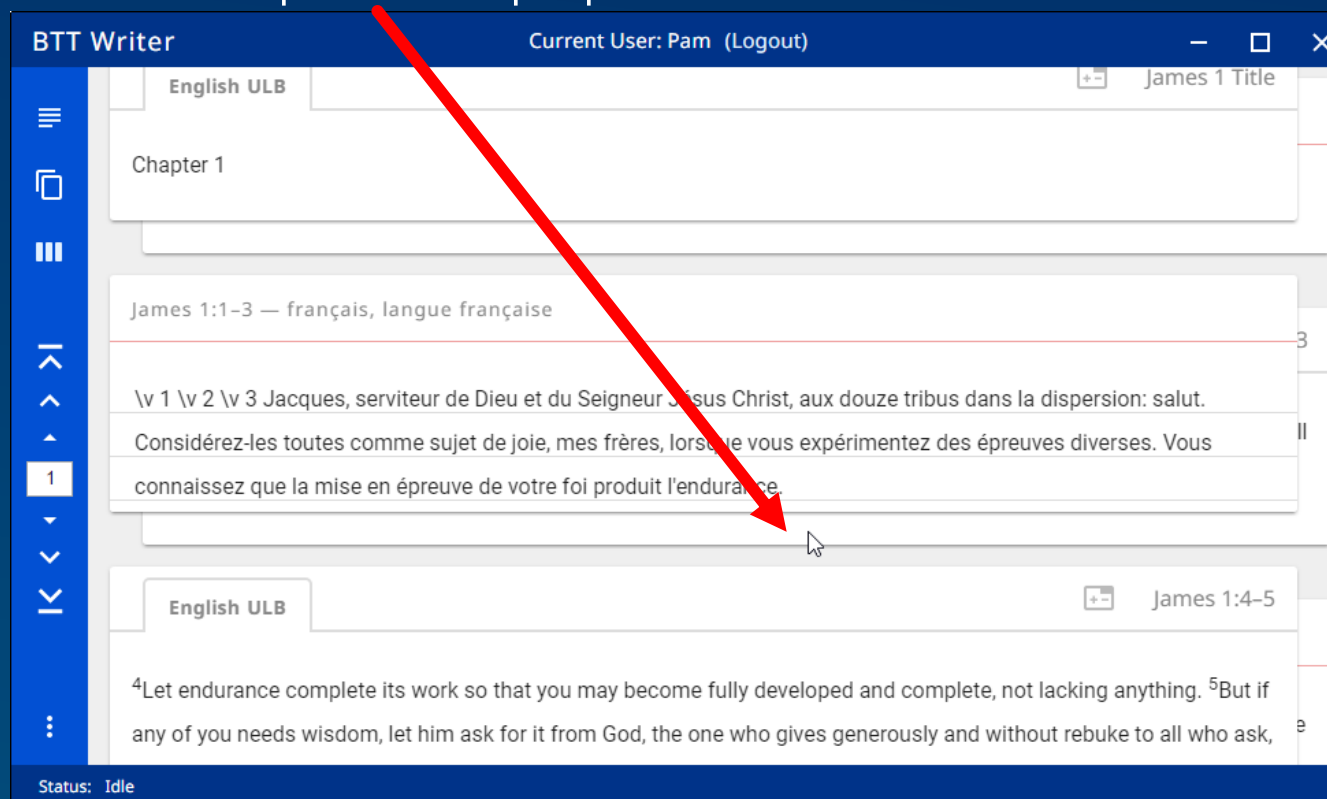 BTT Writer
Current User: Pam (Logout)
English ULB
James 1 Title
Chapter 1
James 1:1–3 — français, langue française
3
\v 1 \v 2 \v 3 Jacques, serviteur de Dieu et du Seigneur Jésus Christ, aux douze tribus dans la dispersion: salut.
Considérez-les toutes comme sujet de joie, mes frères, lorsque vous expérimentez des épreuves diverses. Vous
ll
1
connaissez que la mise en épreuve de votre foi produit l'endurance.
English ULB
James 1:4–5
4Let endurance complete its work so that you may become fully developed and complete, not lacking anything. 5But if
any of you needs wisdom, let him ask for it from God, the one who gives generously and without rebuke to all who ask,
e
Status: Idle